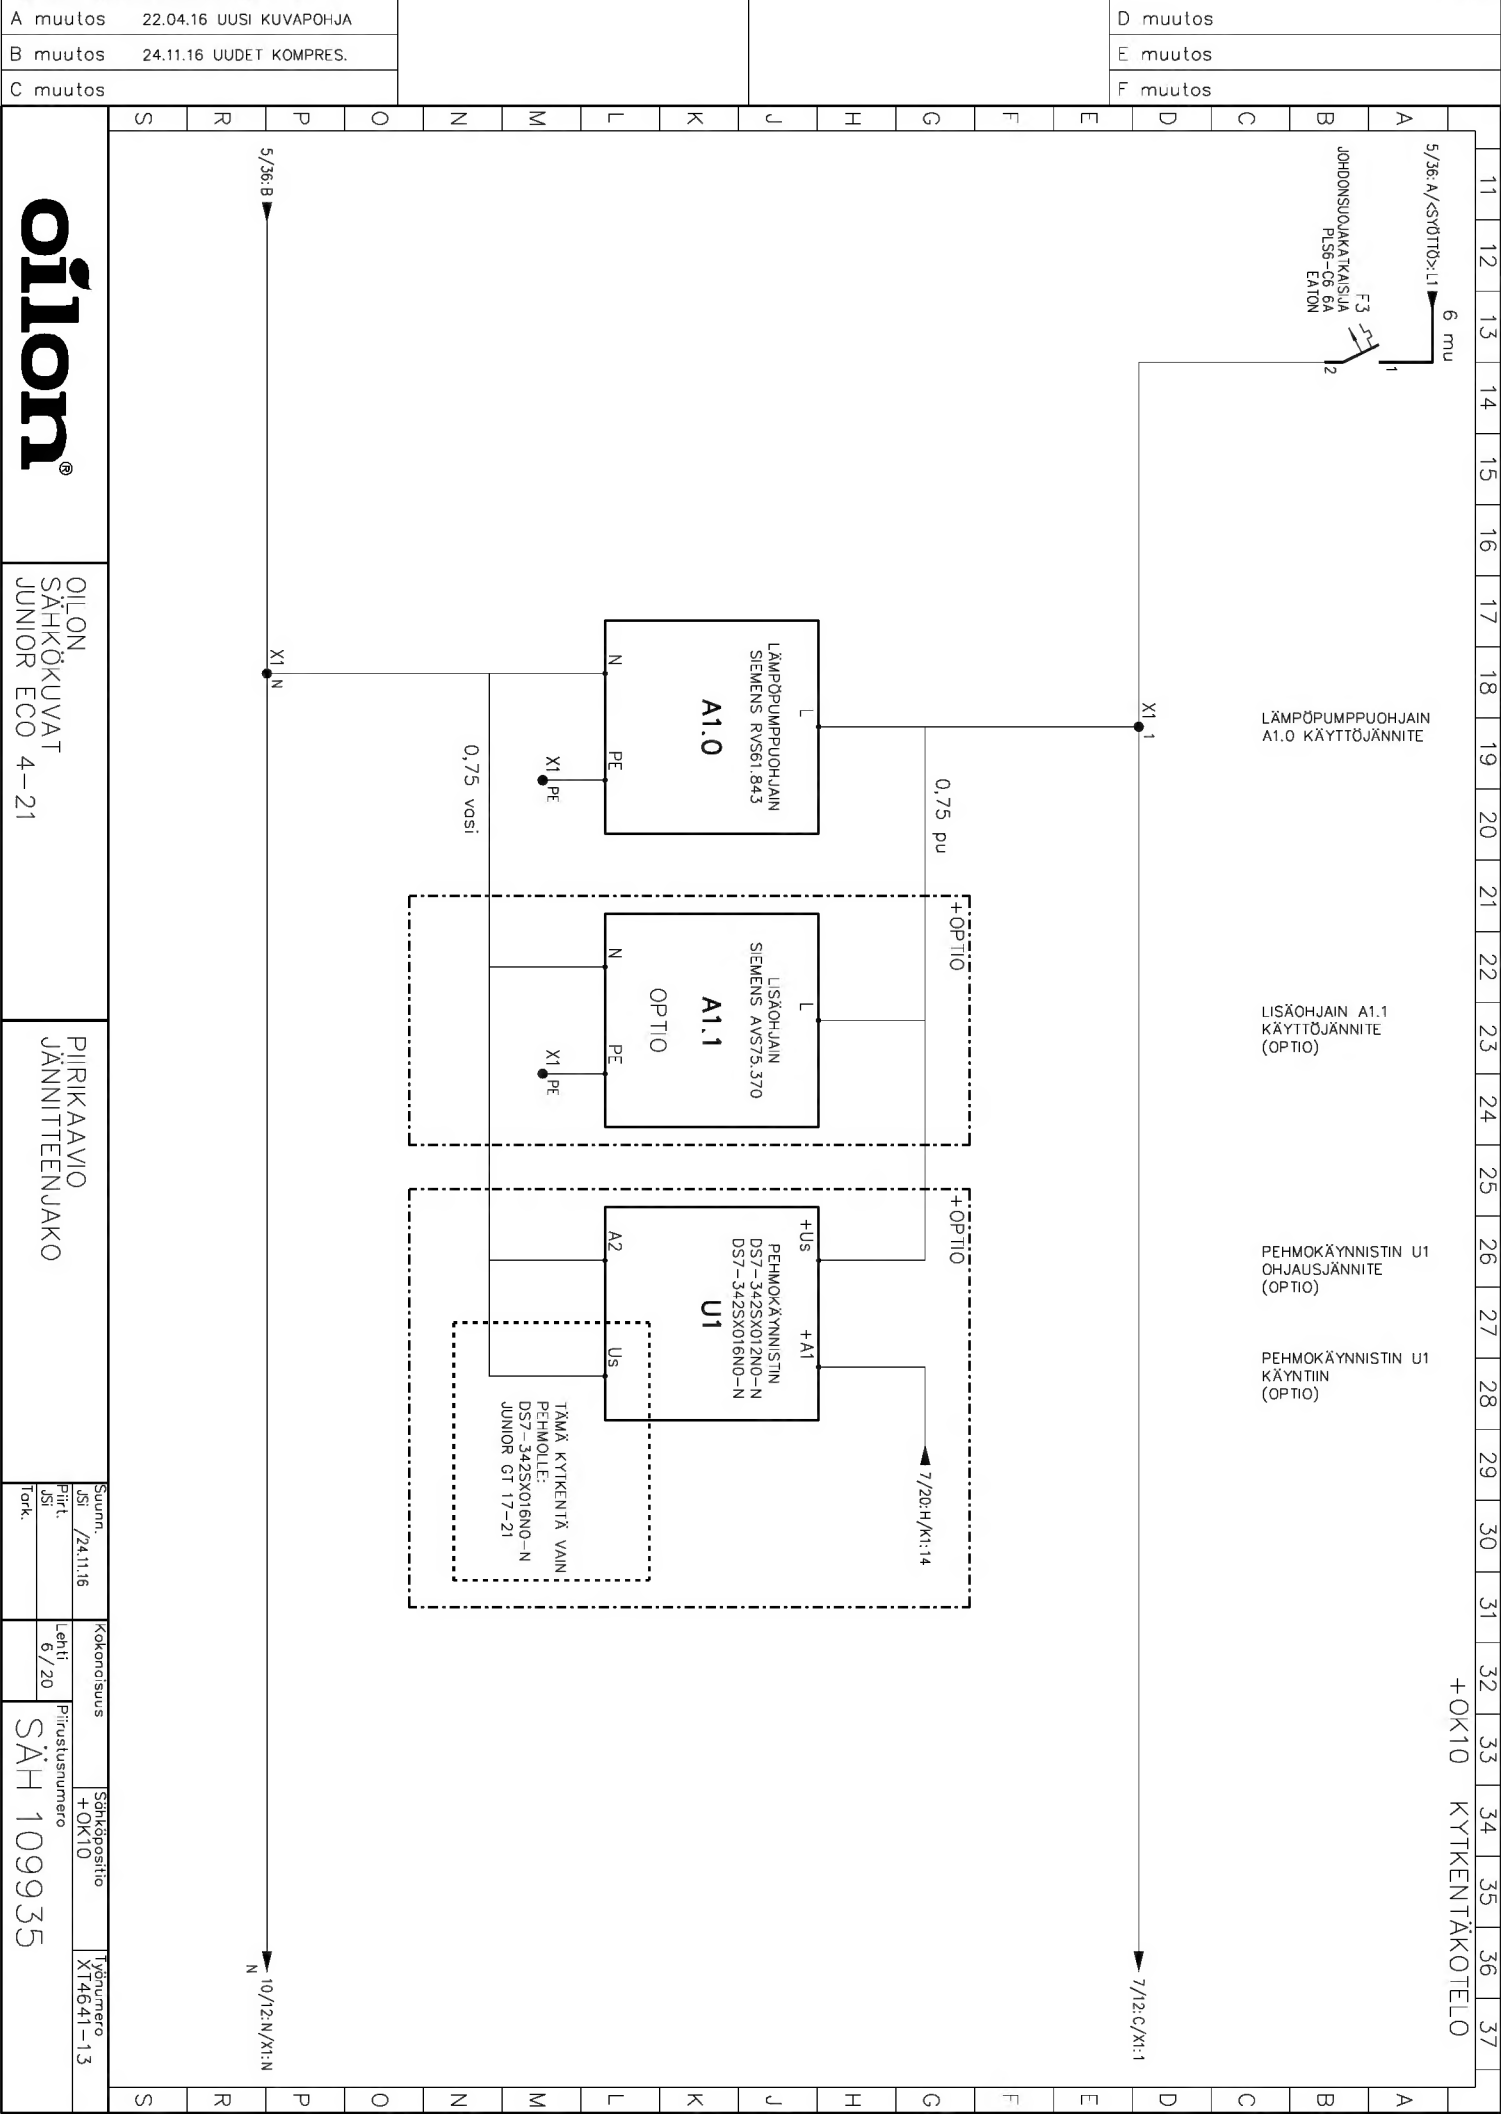 A muutos 22.04.16 UUSI KUVAPOHJA
B muutos 24.11.16 UUDET KOMPRES.
C muutos
D muutos
E muutos
F muutos
11 12 13 14 15 16 17 18 19 20 21 22 23 24 25 26 27 28 29 30 31 32 33 34 35 36 37
+OK10 KYTKENTÄKOTELO
A
B
C
D
E
F
G
H
J
K
L
M
N
O
P
R
S
5/36:A/<SYÖTTÖ>:L1
6 mu
F3
JOHDONSUOJAKATKAISIJA
PLS6-C6 6A
EATON
1
2
LÄMPÖPUMPPUOHJAIN
A1.0 KÄYTTÖJÄNNITE
LISÄOHJAIN A1.1
KÄYTTÖJÄNNITE
(OPTIO)
PEHMOKÄYNNISTIN U1
OHJAUSJÄNNITE
(OPTIO)
PEHMOKÄYNNISTIN U1
KÄYNTIIN
(OPTIO)
X1
1
7/12:C/X1:1
0,75 pu
L
LÄMPÖPUMPPUOHJAIN
SIEMENS RVS61.843
A1.0
N
PE
X1
PE
+OPTIO
L
LISÄOHJAIN
SIEMENS AVS75.370
A1.1
OPTIO
N
PE
X1
PE
+OPTIO
7/20:H/K1:14
+Us
+A1
PEHMOKÄYNNISTIN
DS7-342SX012N0-N
DS7-342SX016N0-N
U1
A2
Us
TÄMÄ KYTKENTÄ VAIN
PEHMOLLE:
DS7-342SX016N0-N
JUNIOR GT 17-21
0,75 vasi
5/36:B
X1
N
10/12:N/X1:N
N
A
B
C
D
E
F
G
H
J
K
L
M
N
O
P
R
S
oilon®
OILON
SÄHKÖKUVAT
JUNIOR ECO 4-21
PIIRIKAAVIO
JÄNNITTEENJAKO
Suunn.
JSi /24.11.16
Piirt.
JSi
Tark.
Kokonaisuus
Lehti
6/20
Sähköpositio
+OK10
Työnumero
XT4641-13
Piirustusnumero
SÄH 109935